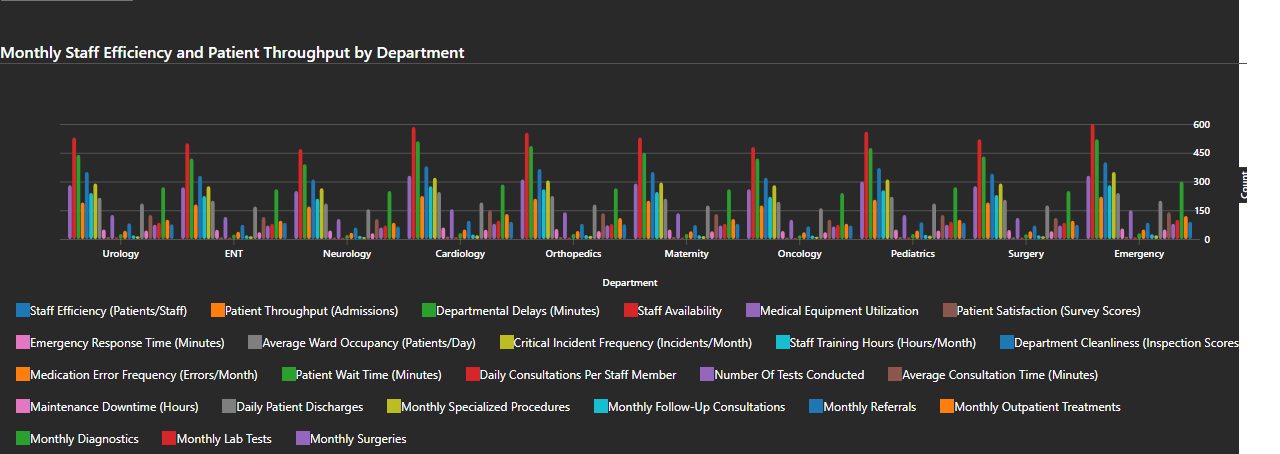 Monthly Staff Efficiency and Patient Throughput by Department
600
450
300
150
0
Count
Urology ENT Neurology Cardiology Orthopedics Maternity Oncology Pediatrics Surgery Emergency
Department
Staff Efficiency (Patients/Staff) Patient Throughput (Admissions) Departmental Delays (Minutes) Staff Availability Medical Equipment Utilization Patient Satisfaction (Survey Scores)
Emergency Response Time (Minutes) Average Ward Occupancy (Patients/Day) Critical Incident Frequency (Incidents/Month) Staff Training Hours (Hours/Month) Department Cleanliness (Inspection Scores
Medication Error Frequency (Errors/Month) Patient Wait Time (Minutes) Daily Consultations Per Staff Member Number Of Tests Conducted Average Consultation Time (Minutes)
Maintenance Downtime (Hours) Daily Patient Discharges Monthly Specialized Procedures Monthly Follow-Up Consultations Monthly Referrals Monthly Outpatient Treatments
Monthly Diagnostics Monthly Lab Tests Monthly Surgeries